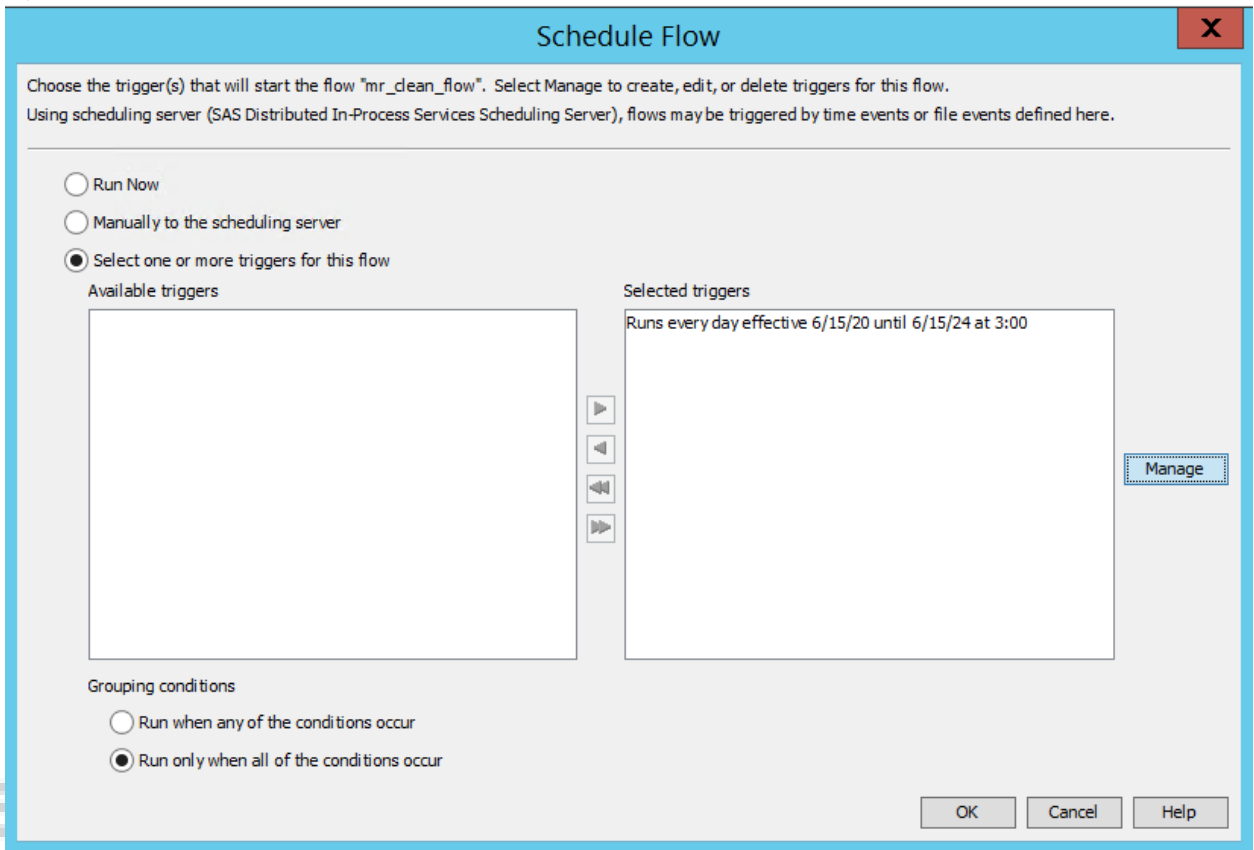 Schedule Flow
X
Choose the trigger(s) that will start the flow "mr_clean_flow". Select Manage to create, edit, or delete triggers for this flow.
Using scheduling server (SAS Distributed In-Process Services Scheduling Server), flows may be triggered by time events or file events defined here.
Run Now
Manually to the scheduling server
Select one or more triggers for this flow
Available triggers
Selected triggers
Runs every day effective 6/15/20 until 6/15/24 at 3:00
Manage
Grouping conditions
Run when any of the conditions occur
Run only when all of the conditions occur
OK
Cancel
Help